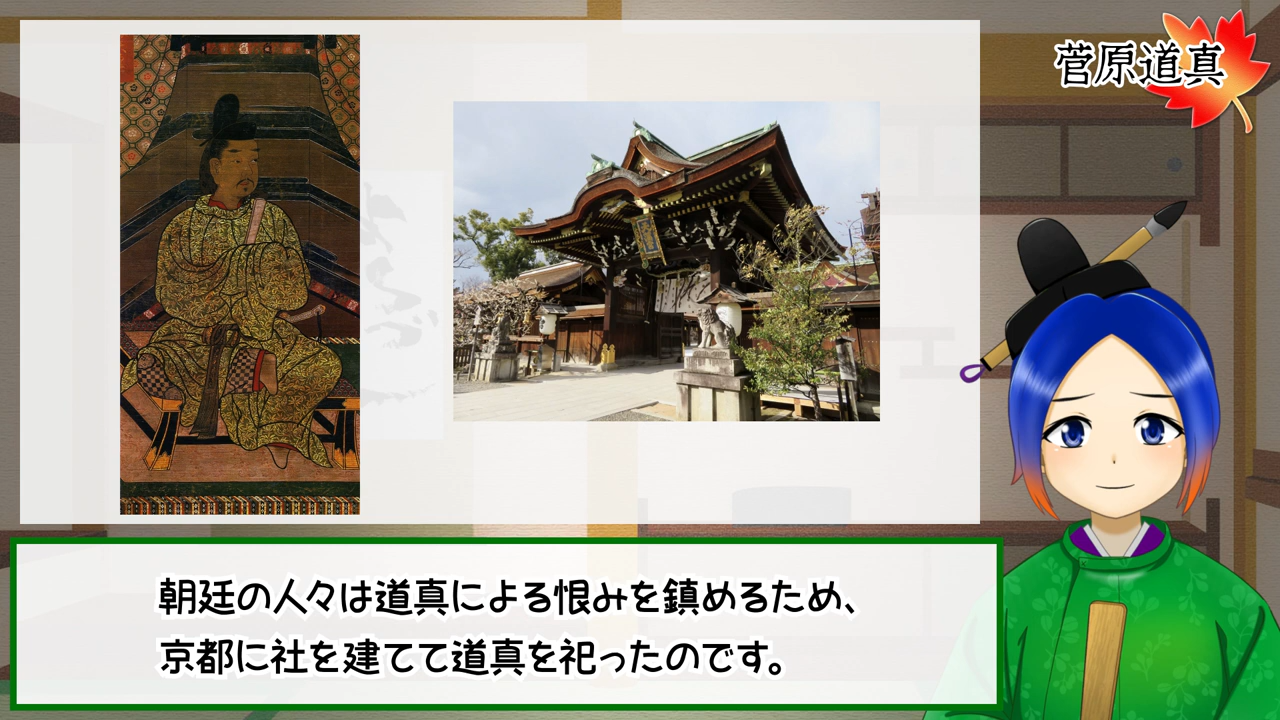 菅原道真
朝廷の人々は道真による恨みを鎮めるため、
京都に社を建てて道真を祀ったのです。